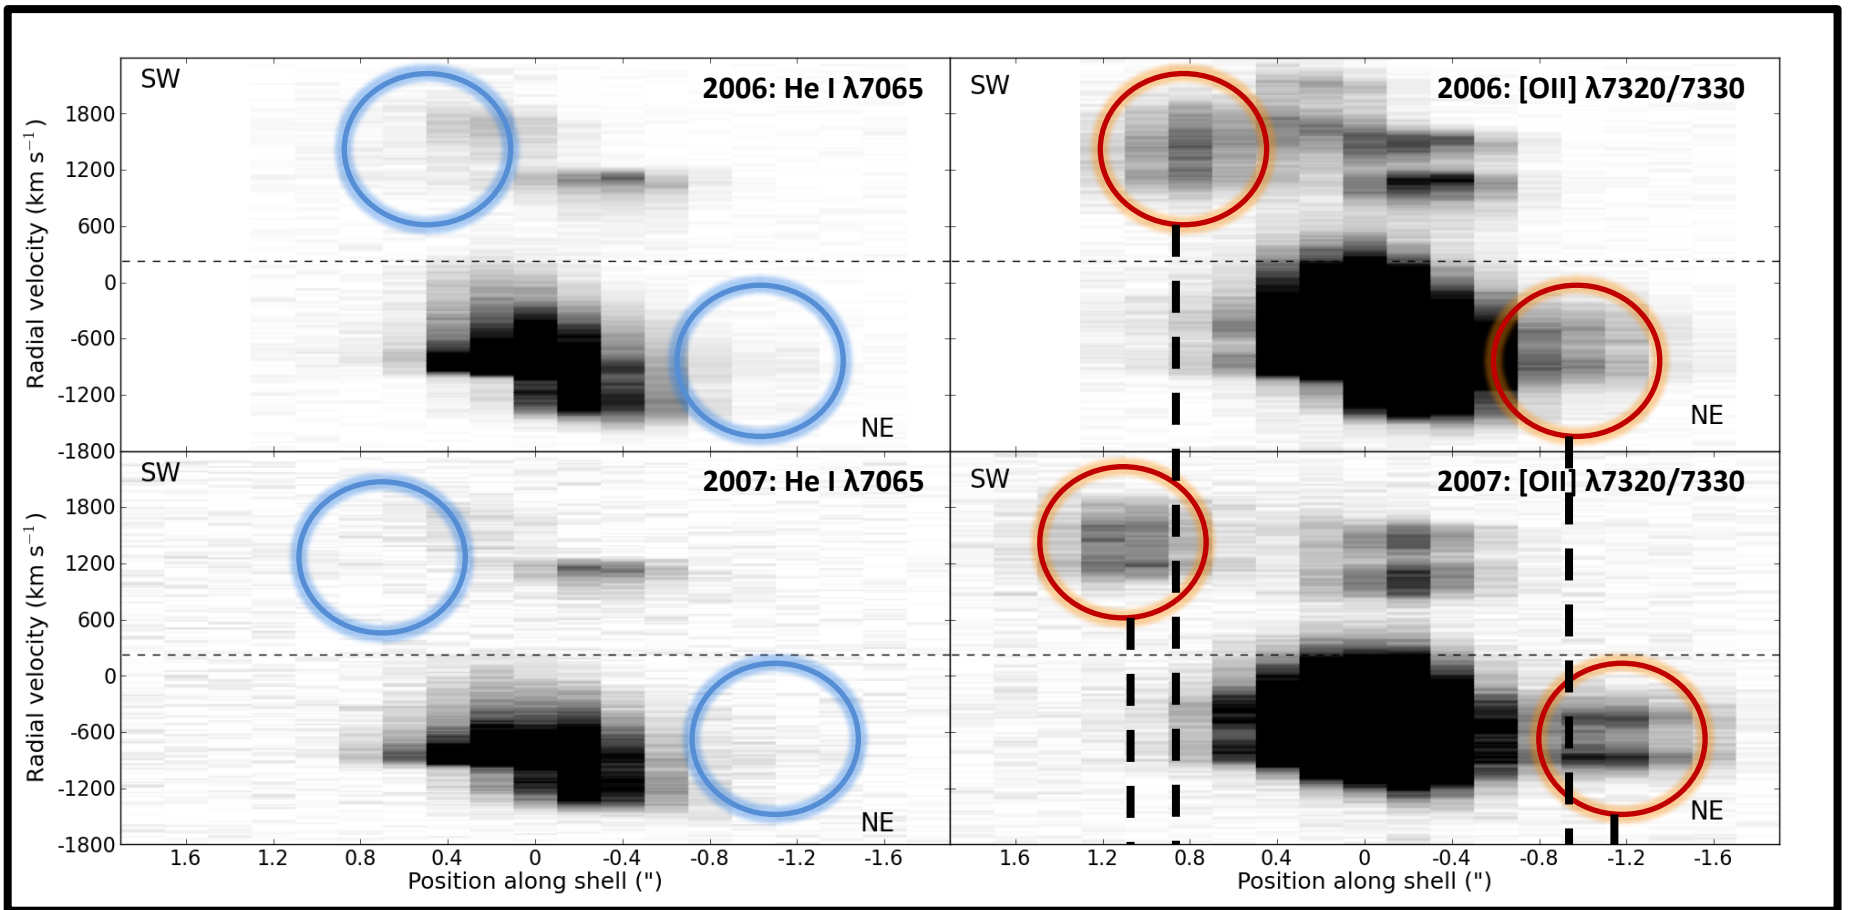 SW
2006: He I λ7065
SW
2006: [OII] λ7320/7330
Radial velocity (km s⁻¹)
1800
1200
600
0
-600
-1200
-1800
NE
NE
SW
2007: He I λ7065
SW
2007: [OII] λ7320/7330
Radial velocity (km s⁻¹)
1800
1200
600
0
-600
-1200
-1800
NE
NE
1.6 1.2 0.8 0.4 0 -0.4 -0.8 -1.2 -1.6
1.6 1.2 0.8 0.4 0 -0.4 -0.8 -1.2 -1.6
Position along shell (")
Position along shell (")